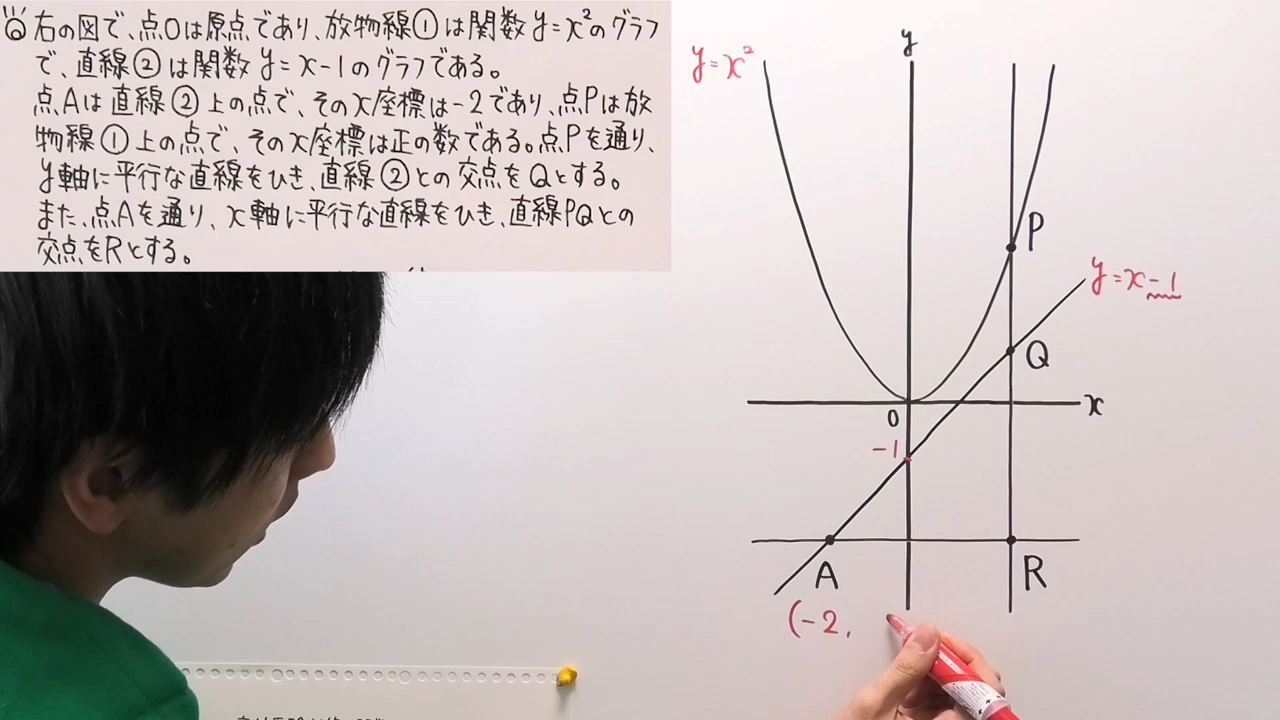 Q 右の図で、点Oは原点であり、放物線①は関数y=x²のグラフ
で、直線②は関数y=x-1のグラフである。
点Aは直線②上の点で、そのx座標は-2であり、点Pは放
物線①上の点で、そのx座標は正の数である。点Pを通り、
y軸に平行な直線をひき、直線②との交点をQとする。
また、点Aを通り、x軸に平行な直線をひき、直線PQとの
交点をRとする。
y=x²
y
P
y=x-1
Q
x
O
-1
A
R
(-2,